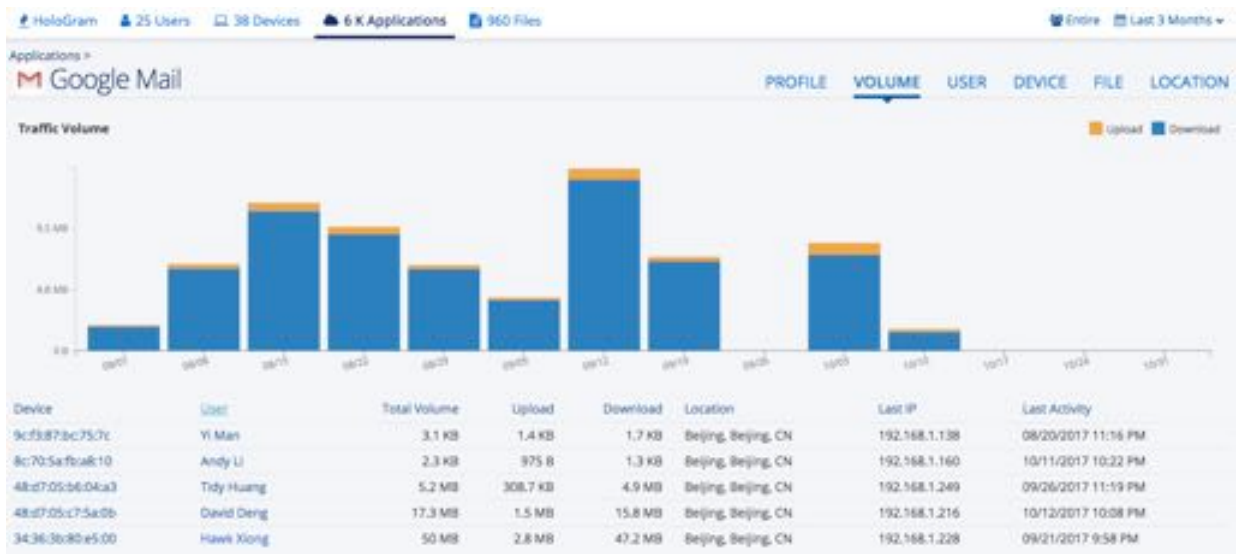 HoloGram 25 Users 38 Devices 6 K Applications 960 Files Entire Last 3 Months
Applications >
Google Mail
PROFILE VOLUME USER DEVICE FILE LOCATION
Traffic Volume
Upload Download
Device User Total Volume Upload Download Location Last IP Last Activity
9c:f3:87:bc:75:7c Yi Man 3.1 KB 1.4 KB 1.7 KB Beijing, Beijing, CN 192.168.1.138 08/20/2017 11:16 PM
8c:70:5a:fb:a8:10 Andy Li 2.3 KB 975 B 1.3 KB Beijing, Beijing, CN 192.168.1.160 10/11/2017 10:22 PM
48:d7:05:b6:04:a3 Tidy Huang 5.2 MB 308.7 KB 4.9 MB Beijing, Beijing, CN 192.168.1.249 09/26/2017 11:19 PM
48:d7:05:c7:5a:0b David Deng 17.3 MB 1.5 MB 15.8 MB Beijing, Beijing, CN 192.168.1.216 10/12/2017 10:08 PM
34:36:3b:80:e5:00 Hawk Xiong 50 MB 2.8 MB 47.2 MB Beijing, Beijing, CN 192.168.1.228 09/21/2017 9:58 PM